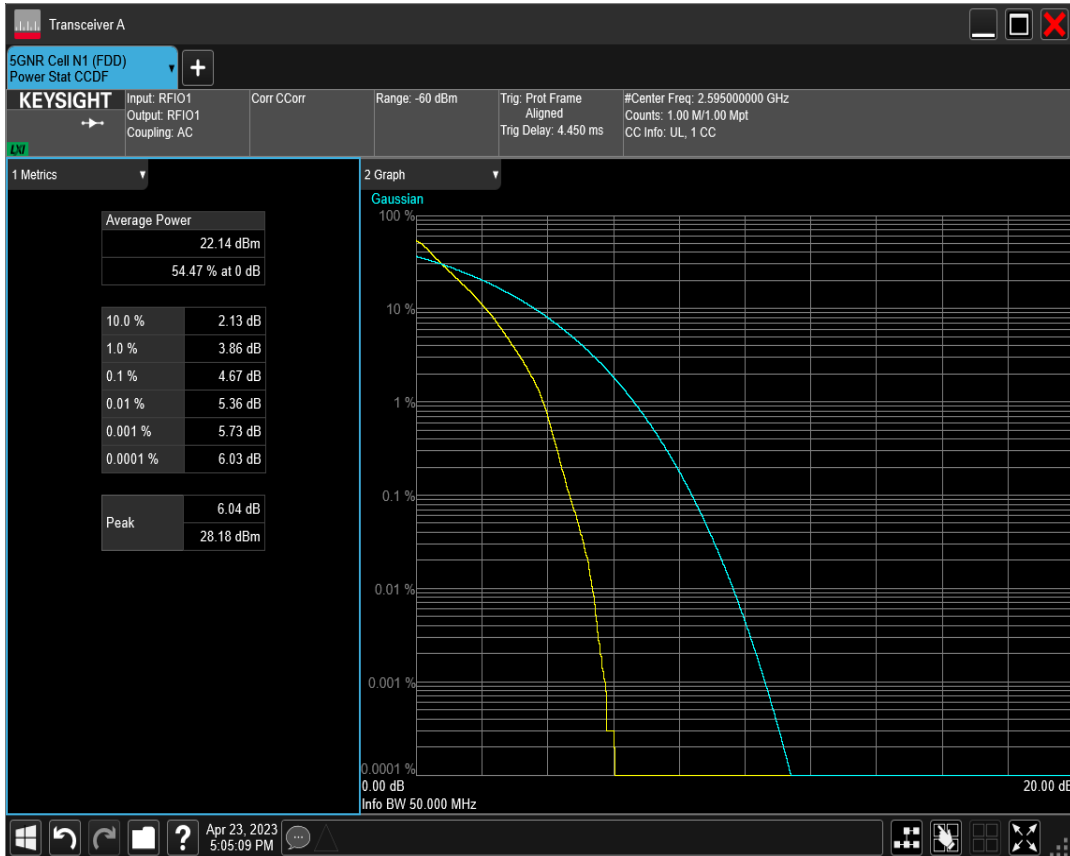 Transceiver A
5GNR Cell N1 (FDD)
Power Stat CCDF
+
KEYSIGHT
LXI
Input: RFIO1
Output: RFIO1
Coupling: AC
Corr CCorr
Range: -60 dBm
Trig: Prot Frame
Aligned
Trig Delay: 4.450 ms
#Center Freq: 2.595000000 GHz
Counts: 1.00 M/1.00 Mpt
CC Info: UL, 1 CC
1 Metrics
Average Power
22.14 dBm
54.47 % at 0 dB
10.0 % 2.13 dB
1.0 % 3.86 dB
0.1 % 4.67 dB
0.01 % 5.36 dB
0.001 % 5.73 dB
0.0001 % 6.03 dB
Peak 6.04 dB
28.18 dBm
2 Graph
Gaussian
100 %
10 %
1 %
0.1 %
0.01 %
0.001 %
0.0001 %
0.00 dB 20.00 dB
Info BW 50.000 MHz
? Apr 23, 2023
5:05:09 PM